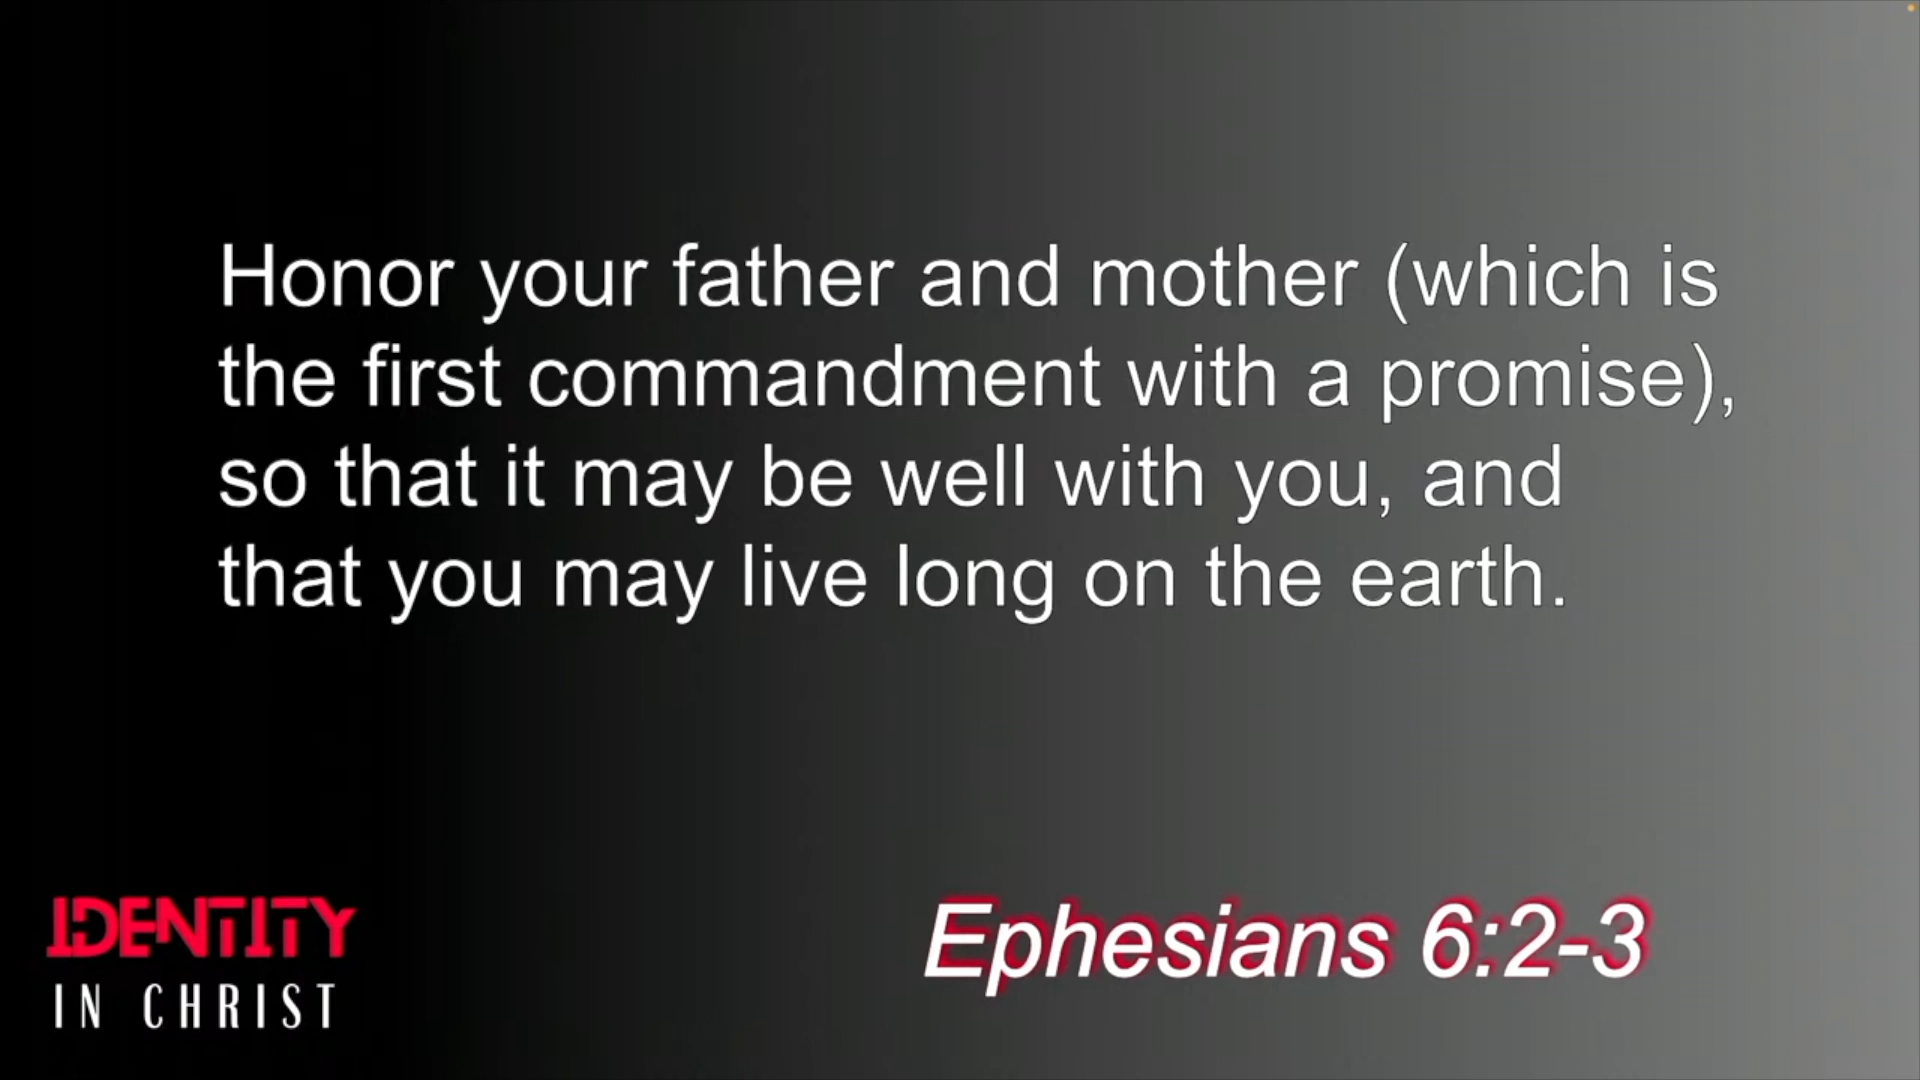 Honor your father and mother (which is
the first commandment with a promise),
so that it may be well with you, and
that you may live long on the earth.
IDENTITY
IN CHRIST
Ephesians 6:2-3